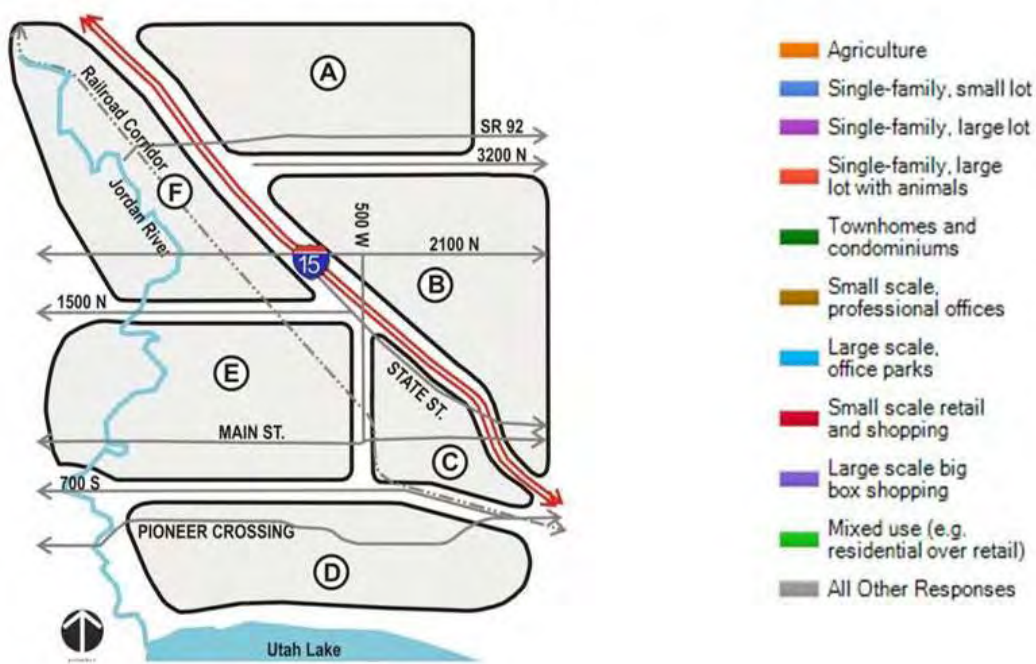 A
Railroad Corridor
SR 92
3200 N
F
Jordan River
500 W
2100 N
15
B
1500 N
E
STATE ST.
MAIN ST.
C
700 S
PIONEER CROSSING
D
Utah Lake
Agriculture
Single-family, small lot
Single-family, large lot
Single-family, large
lot with animals
Townhomes and
condominiums
Small scale,
professional offices
Large scale,
office parks
Small scale retail
and shopping
Large scale big
box shopping
Mixed use (e.g.
residential over retail)
All Other Responses